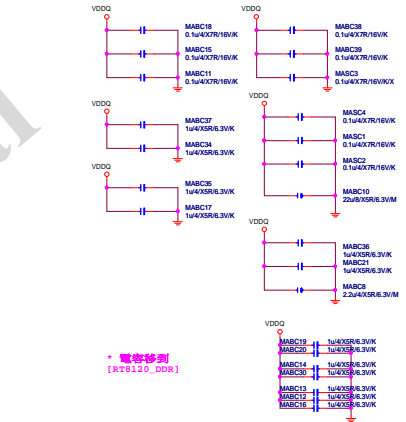 VDDQ
MABC18
0.1u/4/X7R/16V/K
MABC15
0.1u/4/X7R/16V/K
MABC11
0.1u/4/X7R/16V/K
VDDQ
MABC38
0.1u/4/X7R/16V/K
MABC39
0.1u/4/X7R/16V/K
MASC3
0.1u/4/X7R/16V/K/X
VDDQ
MABC37
1u/4/X5R/6.3V/K
MABC34
1u/4/X5R/6.3V/K
VDDQ
MASC4
0.1u/4/X7R/16V/K
MASC1
0.1u/4/X7R/16V/K
MASC2
0.1u/4/X7R/16V/K
MABC10
22u/8/X5R/6.3V/M
VDDQ
MABC35
1u/4/X5R/6.3V/K
MABC17
1u/4/X5R/6.3V/K
VDDQ
MABC36
1u/4/X5R/6.3V/K
MABC21
1u/4/X5R/6.3V/K
MABC8
2.2u/4/X5R/6.3V/M
* 電容移到
[RT8120_DDR]
VDDQ
MABC19 1u/4/X5R/6.3V/K
MABC20 1u/4/X5R/6.3V/K
MABC14 1u/4/X5R/6.3V/K
MABC30 1u/4/X5R/6.3V/K
MABC13 1u/4/X5R/6.3V/K
MABC12 1u/4/X5R/6.3V/K
MABC16 1u/4/X5R/6.3V/K